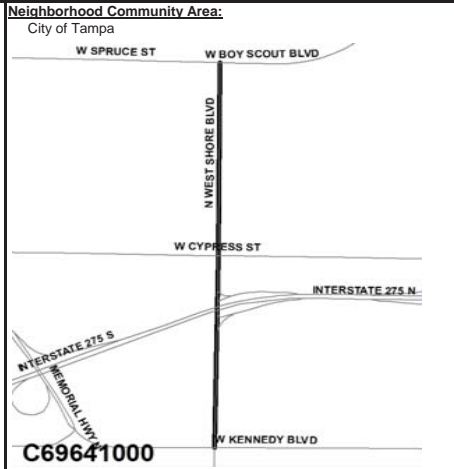 Neighborhood Community Area:
City of Tampa
W SPRUCE ST
W BOY SCOUT BLVD
N WEST SHORE BLVD
W CYPRESS ST
INTERSTATE 275 N
INTERSTATE 275 S
MEMORIAL HWY N
W KENNEDY BLVD
C69641000